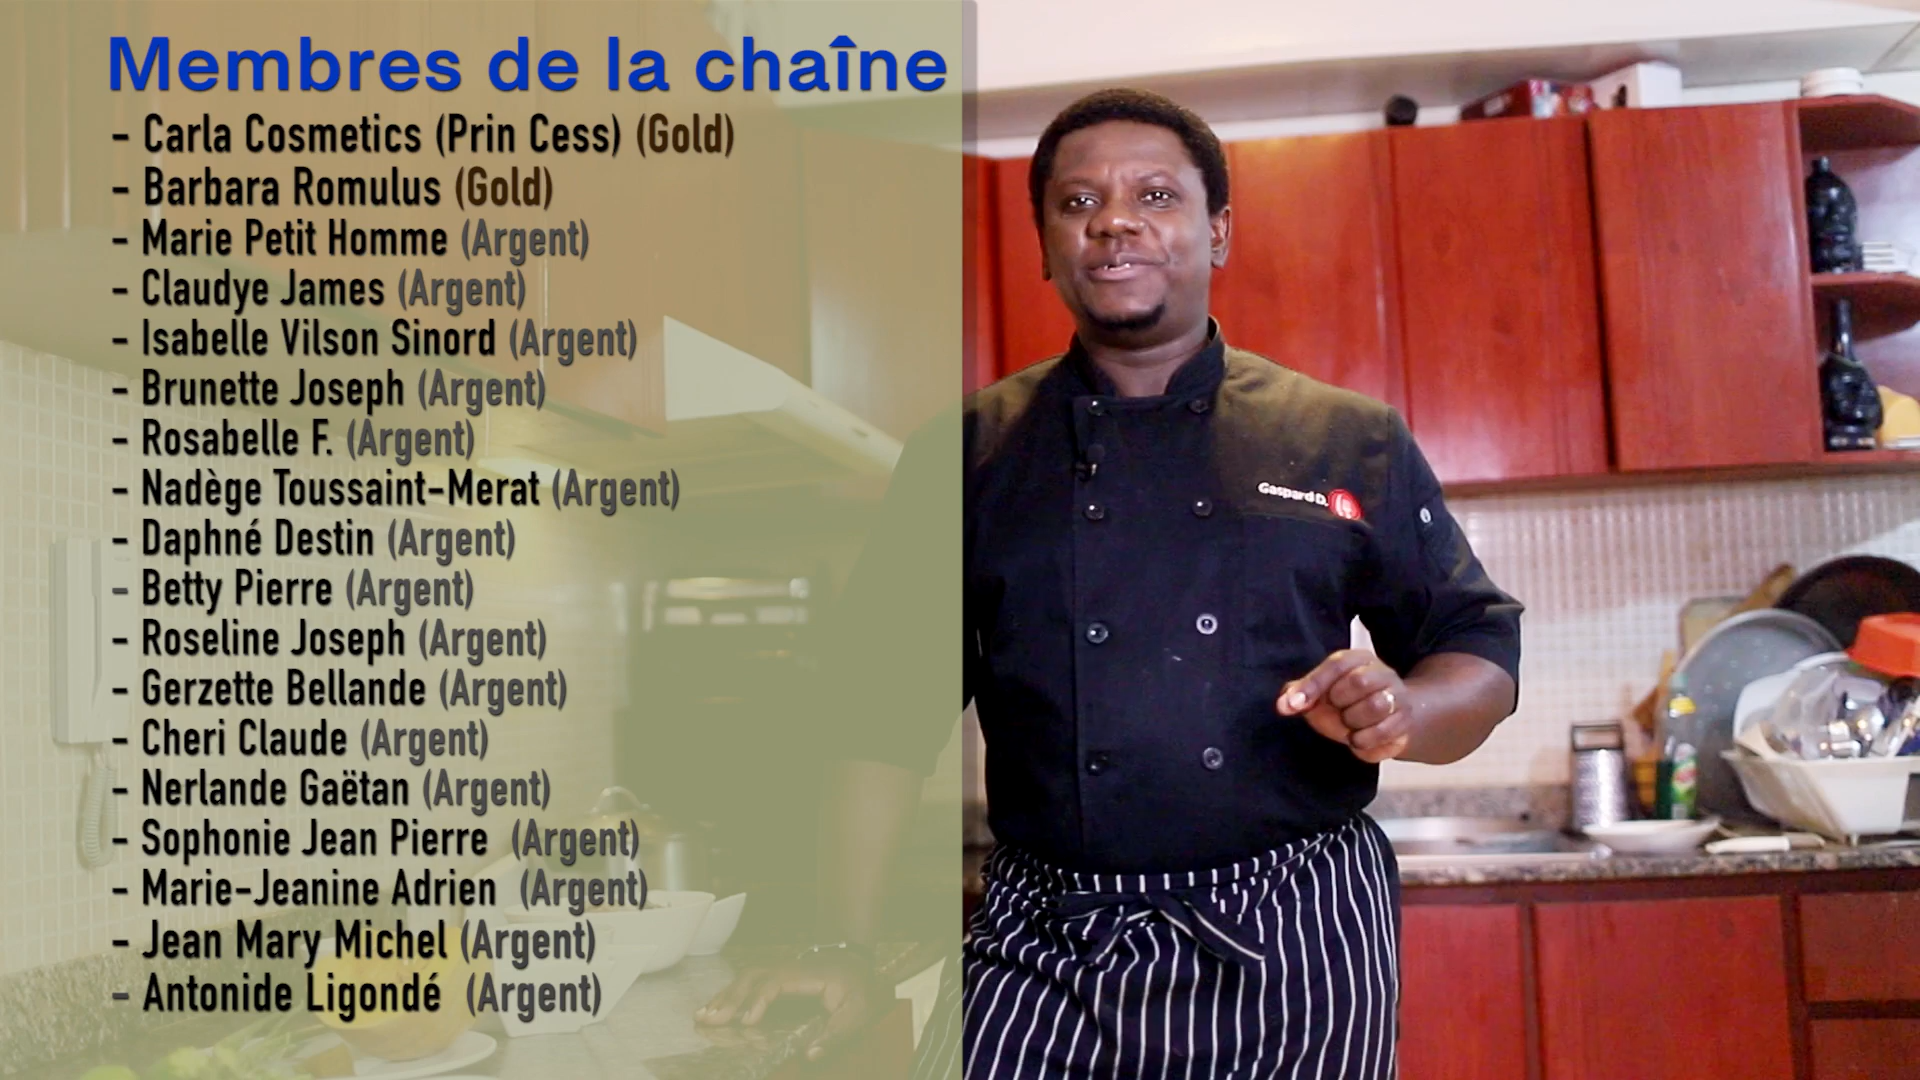 Membres de la chaîne
- Carla Cosmetics (Prin Cess) (Gold)
- Barbara Romulus (Gold)
- Marie Petit Homme (Argent)
- Claudye James (Argent)
- Isabelle Vilson Sinord (Argent)
- Brunette Joseph (Argent)
- Rosabelle F. (Argent)
- Nadège Toussaint-Merat (Argent)
- Daphné Destin (Argent)
- Betty Pierre (Argent)
- Roseline Joseph (Argent)
- Gerzette Bellande (Argent)
- Cheri Claude (Argent)
- Nerlande Gaëtan (Argent)
- Sophonie Jean Pierre (Argent)
- Marie-Jeanine Adrien (Argent)
- Jean Mary Michel (Argent)
- Antonide Ligondé (Argent)
Gaspard D.